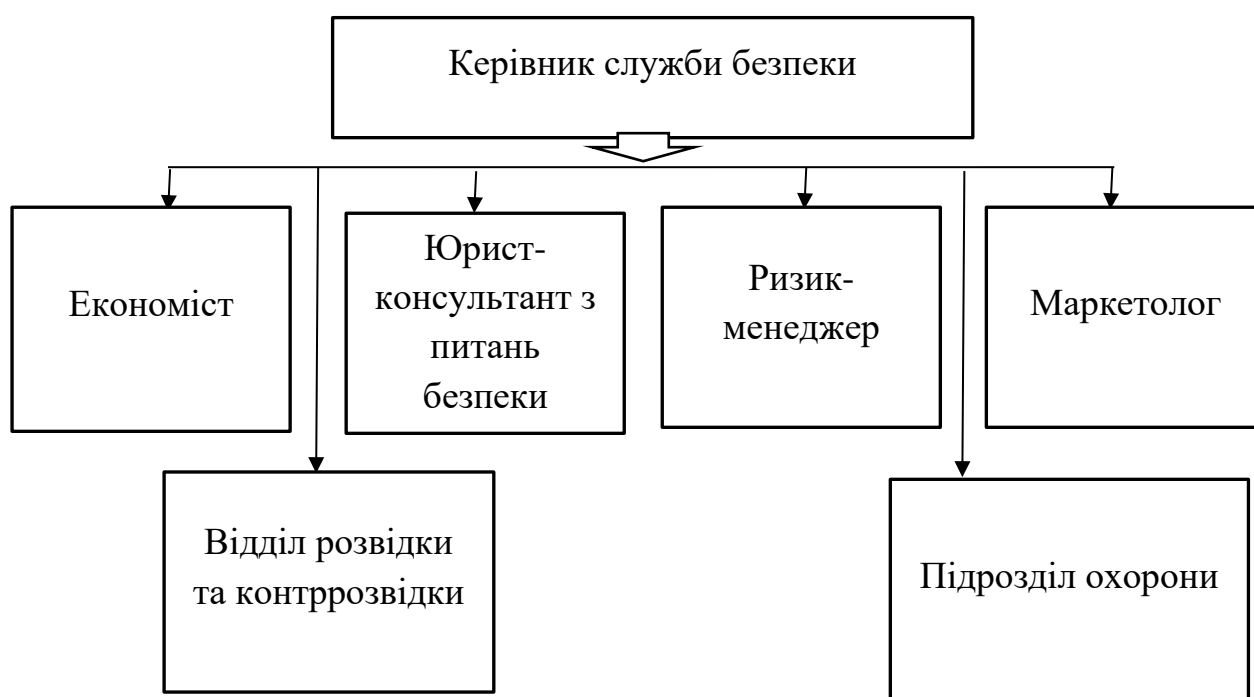 Керівник служби безпеки
Економіст
Юрист-
консультант з
питань
безпеки
Ризик-
менеджер
Маркетолог
Відділ розвідки
та контррозвідки
Підрозділ охорони